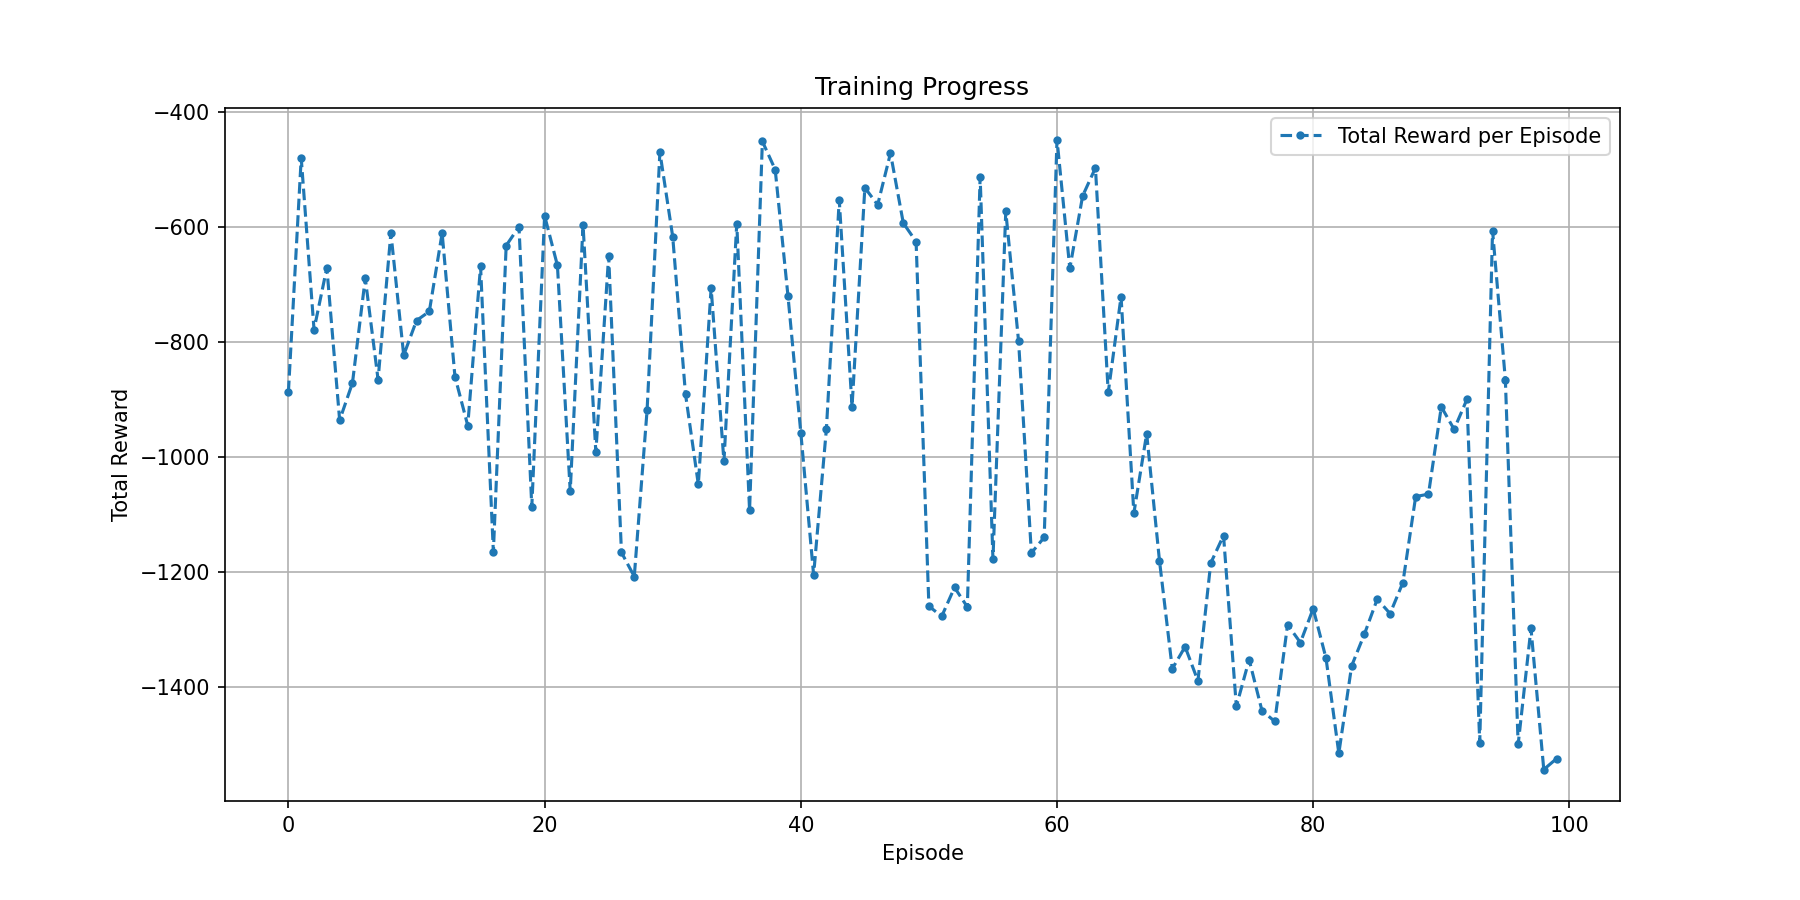 Training Progress
Total Reward per Episode
Total Reward
−400
−600
−800
−1000
−1200
−1400
0 20 40 60 80 100
Episode